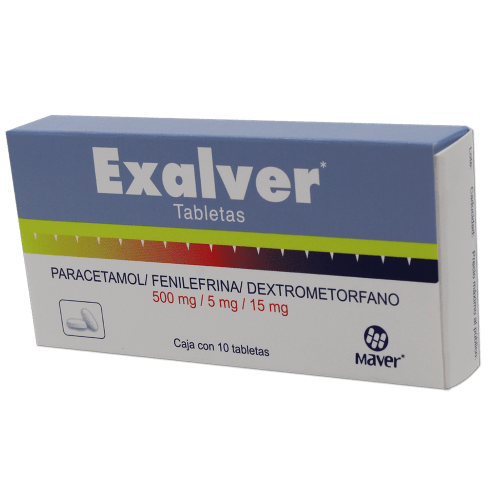 Exalver*
Tabletas
PARACETAMOL/ FENILEFRINA/ DEXTROMETORFANO
500 mg / 5 mg / 15 mg
Caja con 10 tabletas
Maver*